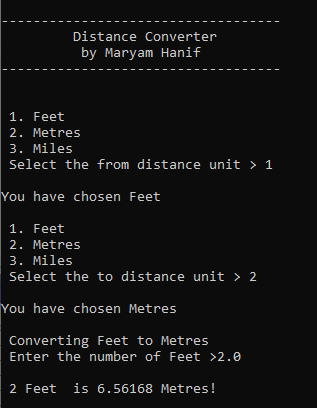 -----------------------------------
Distance Converter
by Maryam Hanif
-----------------------------------
1. Feet
2. Metres
3. Miles
Select the from distance unit > 1
You have chosen Feet
1. Feet
2. Metres
3. Miles
Select the to distance unit > 2
You have chosen Metres
Converting Feet to Metres
Enter the number of Feet >2.0
2 Feet  is 6.56168 Metres!